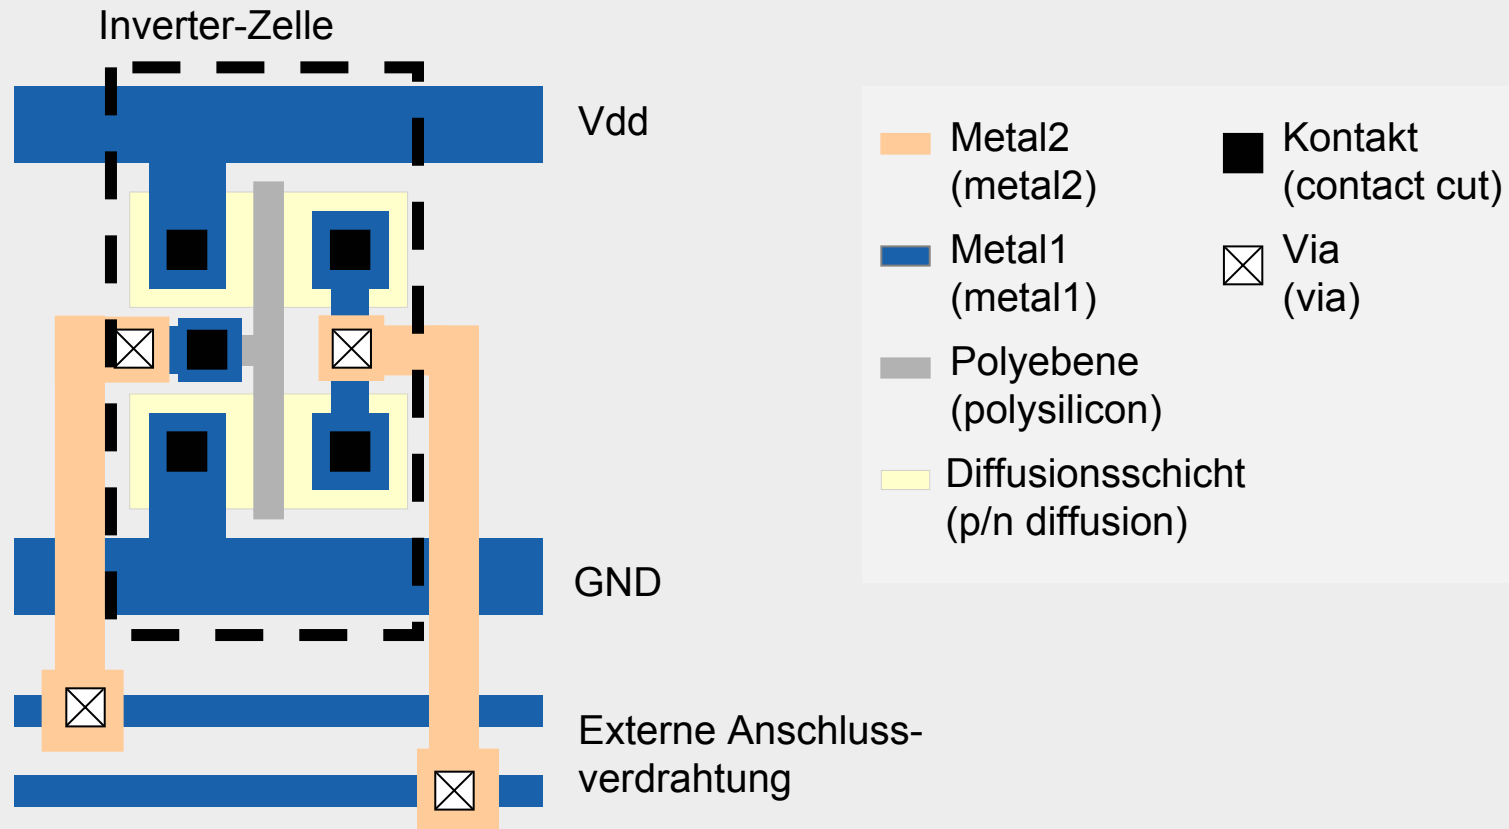 Inverter-Zelle
Vdd
GND
Externe Anschluss-
verdrahtung
Metal2
(metal2)
Metal1
(metal1)
Polyebene
(polysilicon)
Diffusionsschicht
(p/n diffusion)
Kontakt
(contact cut)
Via
(via)